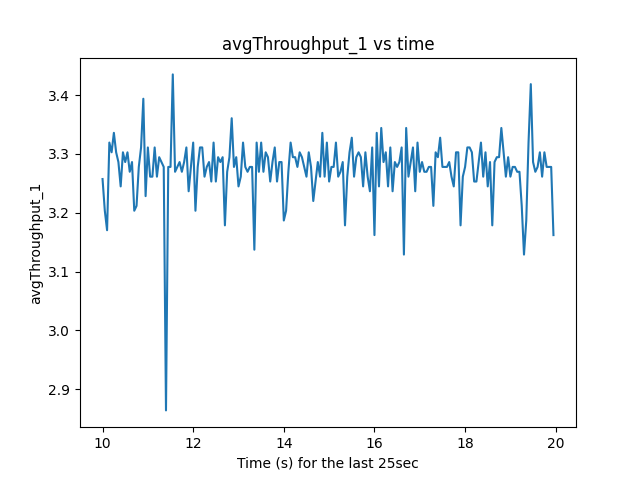 avgThroughput_1 vs time
avgThroughput_1
3.4
3.3
3.2
3.1
3.0
2.9
10 12 14 16 18 20
Time (s) for the last 25sec